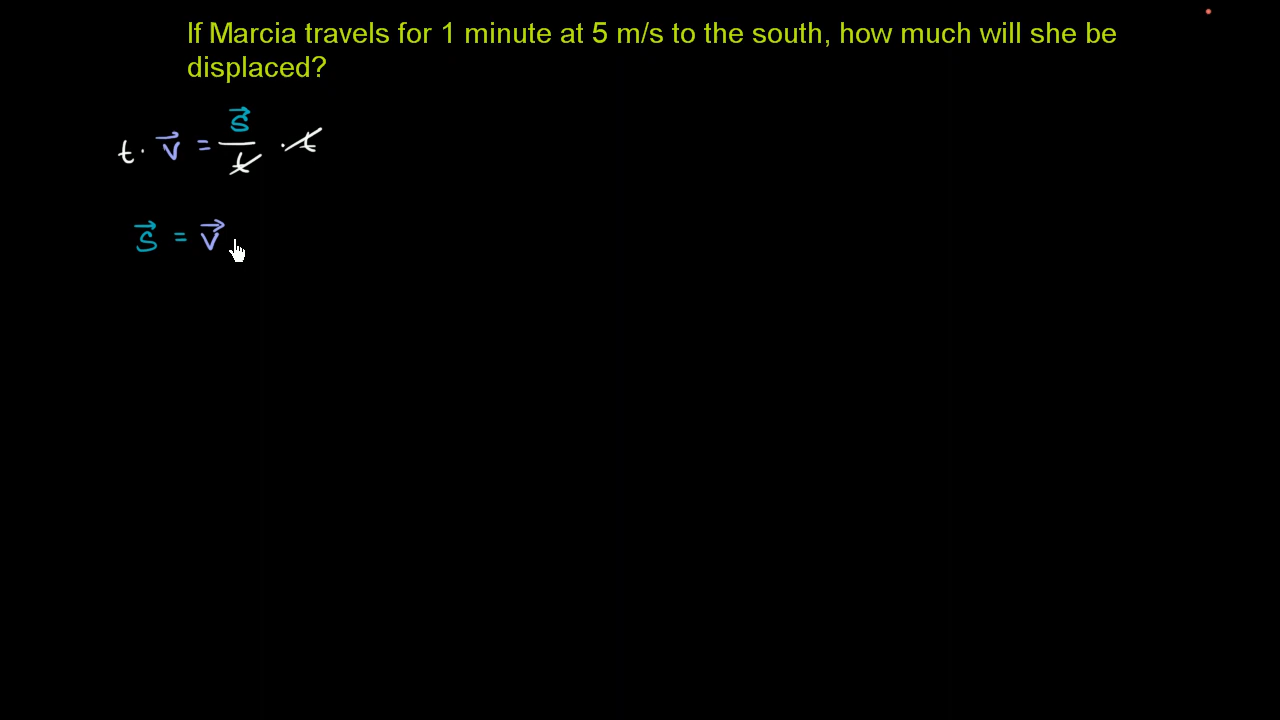 If Marcia travels for 1 minute at 5 m/s to the south, how much will she be
displaced?
t · v⃗ = s⃗/t · t
s⃗ = v⃗